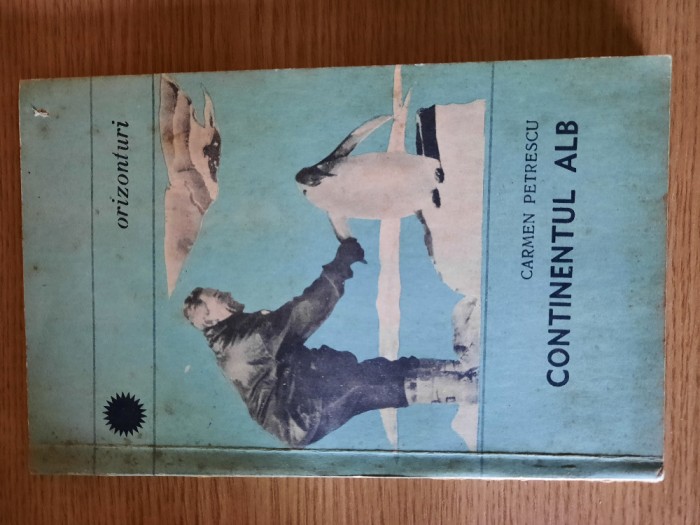 orizonturi
CARMEN PETRESCU
CONTINENTUL ALB